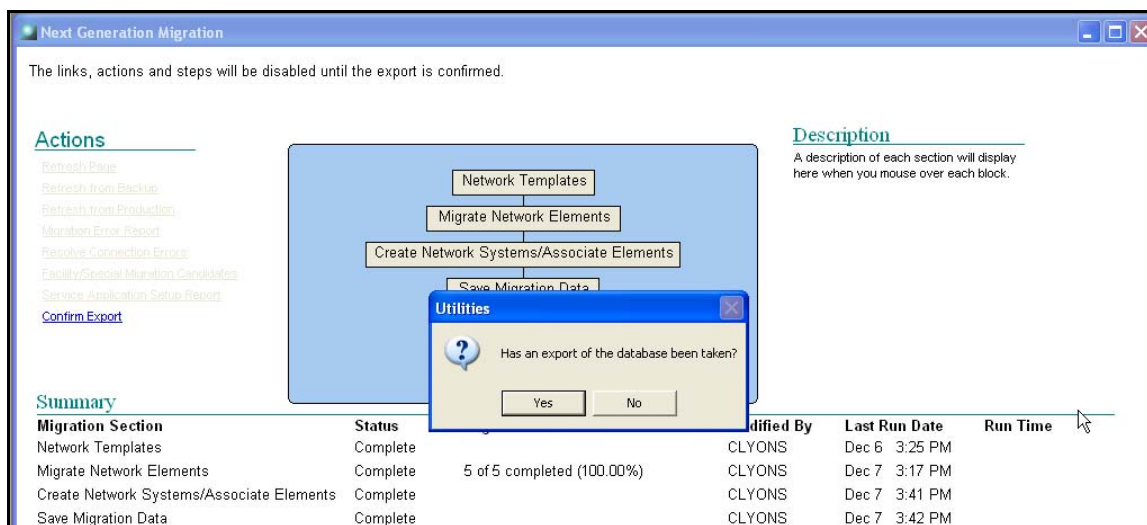 Next Generation Migration
The links, actions and steps will be disabled until the export is confirmed.
Actions
Refresh Page
Refresh from Backup
Refresh from Production
Migration Error Report
Resolve Connection Errors
Facility/Special Migration Candidates
Service Application Setup Report
Confirm Export
Network Templates
Migrate Network Elements
Create Network Systems/Associate Elements
Save Migration Data
Description
A description of each section will display
here when you mouse over each block.
Utilities
Has an export of the database been taken?
Yes No
Summary
Migration Section Status dified By Last Run Date Run Time
Network Templates Complete CLYONS Dec 6 3:25 PM
Migrate Network Elements Complete 5 of 5 completed (100.00%) CLYONS Dec 7 3:17 PM
Create Network Systems/Associate Elements Complete CLYONS Dec 7 3:41 PM
Save Migration Data Complete CLYONS Dec 7 3:42 PM